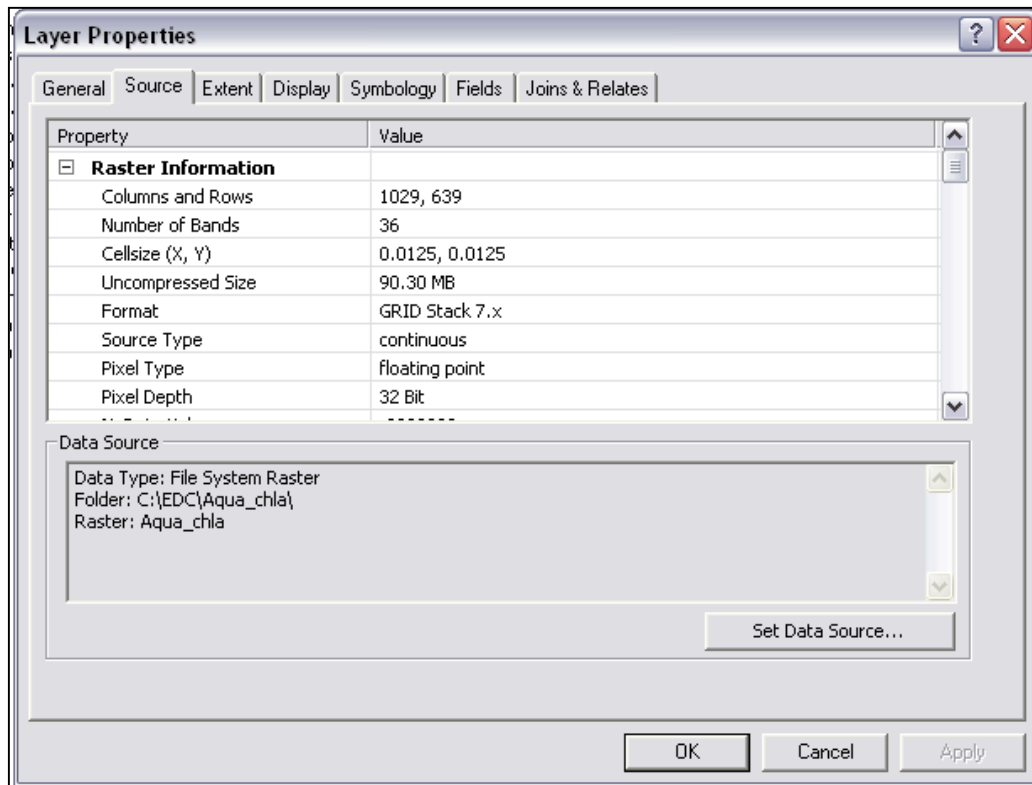 Layer Properties
General Source Extent Display Symbology Fields Joins & Relates
Property Value
Raster Information
Columns and Rows 1029, 639
Number of Bands 36
Cellsize (X, Y) 0.0125, 0.0125
Uncompressed Size 90.30 MB
Format GRID Stack 7.x
Source Type continuous
Pixel Type floating point
Pixel Depth 32 Bit
Data Source
Data Type: File System Raster
Folder: C:\EDC\Aqua_chla\
Raster: Aqua_chla
Set Data Source...
OK Cancel Apply